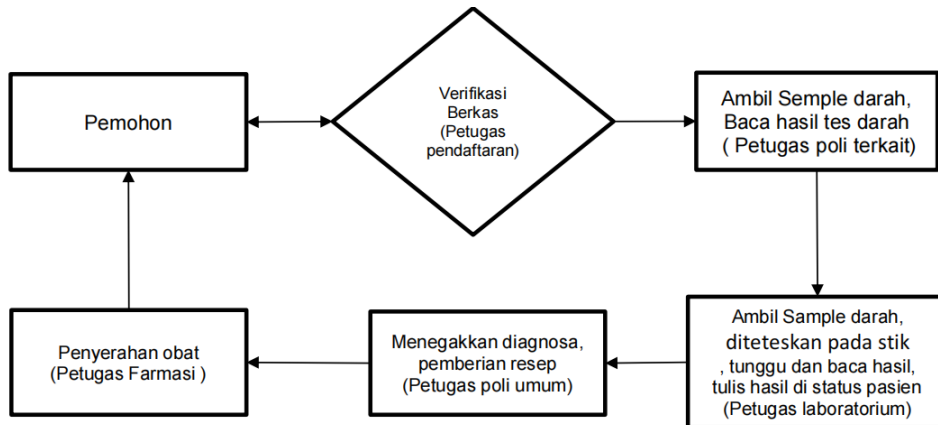 Pemohon
Verifikasi
Berkas
(Petugas
pendaftaran)
Ambil Semple darah,
Baca hasil tes darah
( Petugas poli terkait)
Ambil Sample darah,
diteteskan pada stik
, tunggu dan baca hasil,
tulis hasil di status pasien
(Petugas laboratorium)
Menegakkan diagnosa,
pemberian resep
(Petugas poli umum)
Penyerahan obat
(Petugas Farmasi )